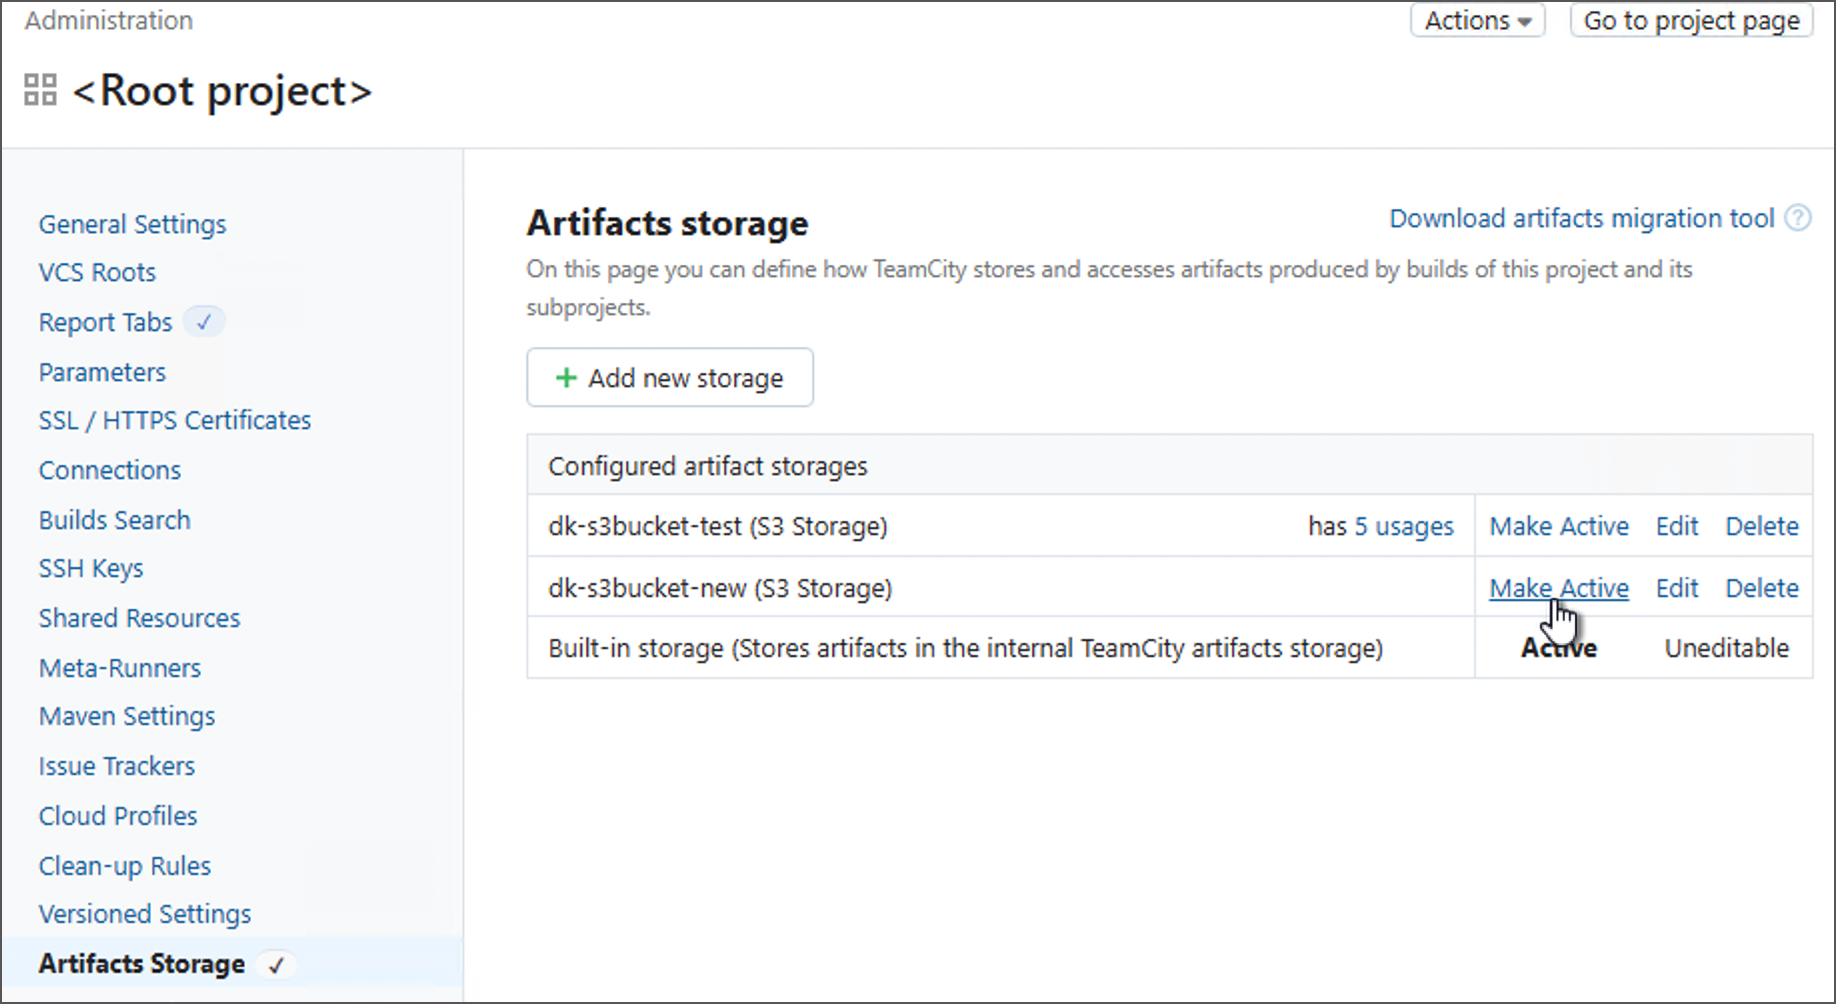 Administration
Actions
Go to project page
<Root project>
General Settings
VCS Roots
Report Tabs
Parameters
SSL / HTTPS Certificates
Connections
Builds Search
SSH Keys
Shared Resources
Meta-Runners
Maven Settings
Issue Trackers
Cloud Profiles
Clean-up Rules
Versioned Settings
Artifacts Storage
Artifacts storage
Download artifacts migration tool ?
On this page you can define how TeamCity stores and accesses artifacts produced by builds of this project and its
subprojects.
+ Add new storage
Configured artifact storages
dk-s3bucket-test (S3 Storage) has 5 usages Make Active Edit Delete
dk-s3bucket-new (S3 Storage) Make Active Edit Delete
Built-in storage (Stores artifacts in the internal TeamCity artifacts storage) Active Uneditable